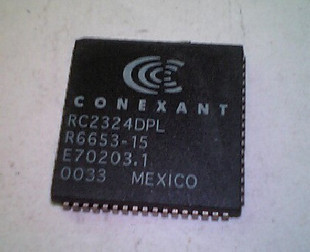 CONEXANT
RC2324DPL
R6653-15
E70203.1
0033 MEXICO